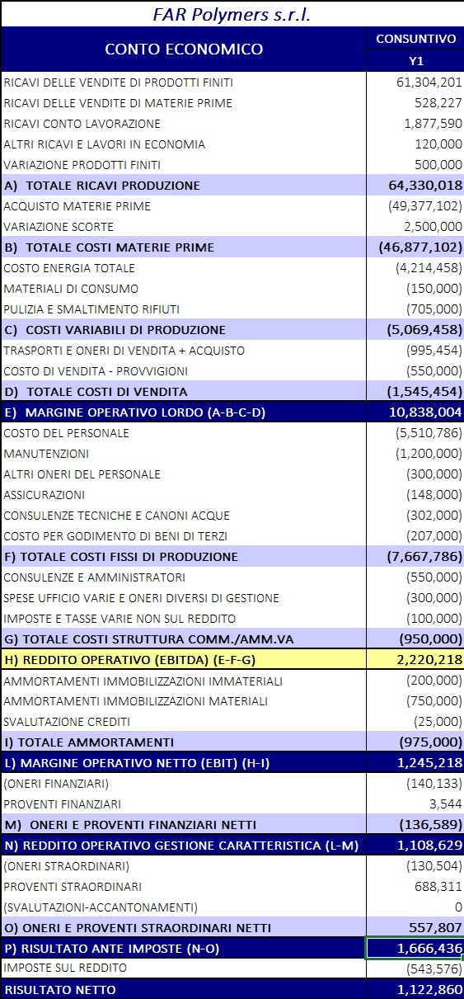 FAR Polymers s.r.l.
CONTO ECONOMICO
CONSUNTIVO
Y1
RICAVI DELLE VENDITE DI PRODOTTI FINITI 61,304,201
RICAVI DELLE VENDITE DI MATERIE PRIME 528,227
RICAVI CONTO LAVORAZIONE 1,877,590
ALTRI RICAVI E LAVORI IN ECONOMIA 120,000
VARIAZIONE PRODOTTI FINITI 500,000
A) TOTALE RICAVI PRODUZIONE 64,330,018
ACQUISTO MATERIE PRIME (49,377,102)
VARIAZIONE SCORTE 2,500,000
B) TOTALE COSTI MATERIE PRIME (46,877,102)
COSTO ENERGIA TOTALE (4,214,458)
MATERIALI DI CONSUMO (150,000)
PULIZIA E SMALTIMENTO RIFIUTI (705,000)
C) COSTI VARIABILI DI PRODUZIONE (5,069,458)
TRASPORTI E ONERI DI VENDITA + ACQUISTO (995,454)
COSTO DI VENDITA - PROVVIGIONI (550,000)
D) TOTALE COSTI DI VENDITA (1,545,454)
E) MARGINE OPERATIVO LORDO (A-B-C-D) 10,838,004
COSTO DEL PERSONALE (5,510,786)
MANUTENZIONI (1,200,000)
ALTRI ONERI DEL PERSONALE (300,000)
ASSICURAZIONI (148,000)
CONSULENZE TECNICHE E CANONI ACQUE (302,000)
COSTO PER GODIMENTO DI BENI DI TERZI (207,000)
F) TOTALE COSTI FISSI DI PRODUZIONE (7,667,786)
CONSULENZE E AMMINISTRATORI (550,000)
SPESE UFFICIO VARIE E ONERI DIVERSI DI GESTIONE (300,000)
IMPOSTE E TASSE VARIE NON SUL REDDITO (100,000)
G) TOTALE COSTI STRUTTURA COMM./AMM.VA (950,000)
H) REDDITO OPERATIVO (EBITDA) (E-F-G) 2,220,218
AMMORTAMENTI IMMOBILIZZAZIONI IMMATERIALI (200,000)
AMMORTAMENTI IMMOBILIZZAZIONI MATERIALI (750,000)
SVALUTAZIONE CREDITI (25,000)
I) TOTALE AMMORTAMENTI (975,000)
L) MARGINE OPERATIVO NETTO (EBIT) (H-I) 1,245,218
(ONERI FINANZIARI) (140,133)
PROVENTI FINANZIARI 3,544
M) ONERI E PROVENTI FINANZIARI NETTI (136,589)
N) REDDITO OPERATIVO GESTIONE CARATTERISTICA (L-M) 1,108,629
(ONERI STRAORDINARI) (130,504)
PROVENTI STRAORDINARI 688,311
(SVALUTAZIONI-ACCANTONAMENTI) 0
O) ONERI E PROVENTI STRAORDINARI NETTI 557,807
P) RISULTATO ANTE IMPOSTE (N-O) 1,666,436
IMPOSTE SUL REDDITO (543,576)
RISULTATO NETTO 1,122,860